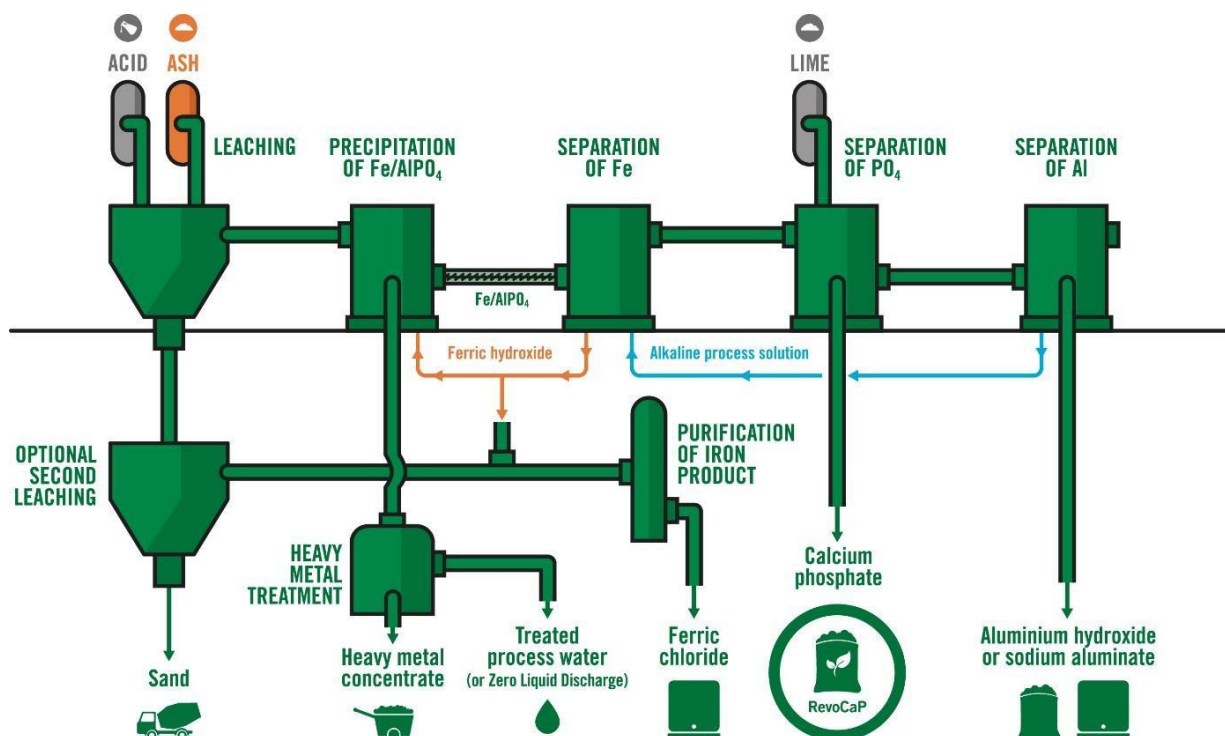 ACID
ASH
LIME
LEACHING
PRECIPITATION
OF Fe/AlPO₄
SEPARATION
OF Fe
SEPARATION
OF PO₄
SEPARATION
OF Al
Fe/AlPO₄
Ferric hydroxide
Alkaline process solution
OPTIONAL
SECOND
LEACHING
PURIFICATION
OF IRON
PRODUCT
HEAVY
METAL
TREATMENT
Calcium
phosphate
Sand
Heavy metal
concentrate
Treated
process water
(or Zero Liquid Discharge)
Ferric
chloride
RevoCaP
Aluminium hydroxide
or sodium aluminate